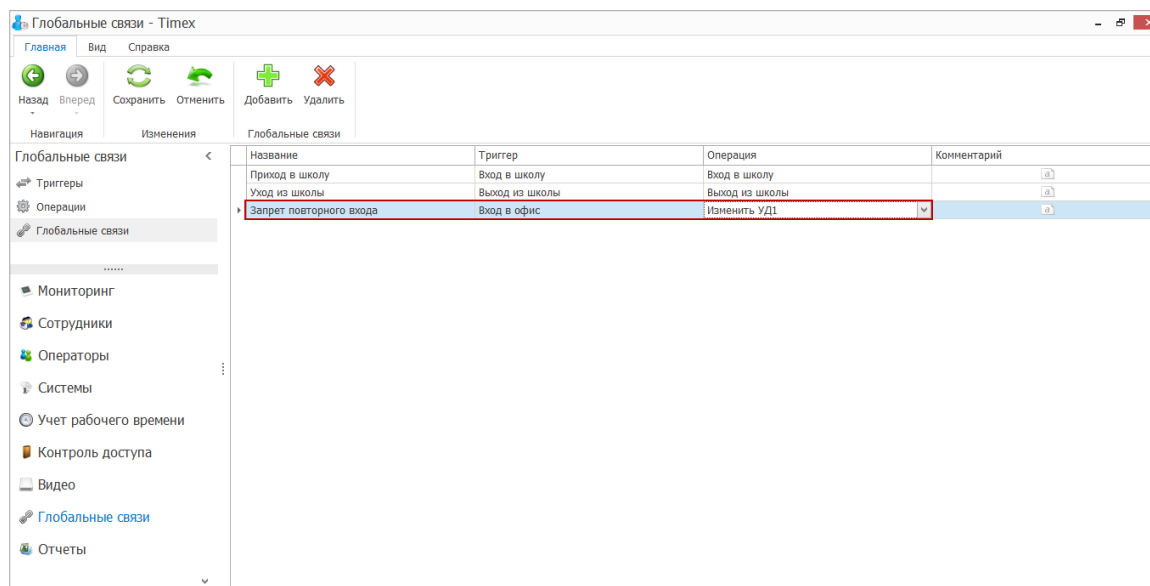 Глобальные связи - Timex
Главная Вид Справка
Назад Вперед Сохранить Отменить Добавить Удалить
Навигация Изменения Глобальные связи
Глобальные связи
Триггеры
Операции
Глобальные связи
Мониторинг
Сотрудники
Операторы
Системы
Учет рабочего времени
Контроль доступа
Видео
Глобальные связи
Отчеты
Название Триггер Операция Комментарий
Приход в школу Вход в школу Вход в школу a
Уход из школы Выход из школы Выход из школы a
Запрет повторного входа Вход в офис Изменить УД1 a